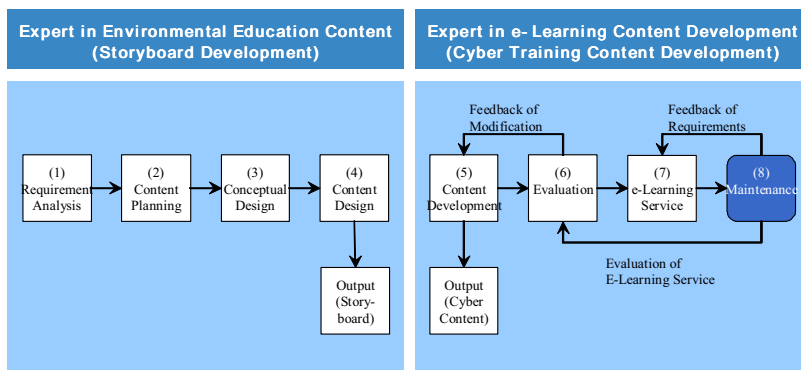 Expert in Environmental Education Content
(Storyboard Development)
Expert in e- Learning Content Development
(Cyber Training Content Development)
(1)
Requirement
Analysis
(2)
Content
Planning
(3)
Conceptual
Design
(4)
Content
Design
Output
(Story-
board)
Feedback of
Modification
Feedback of
Requirements
(5)
Content
Development
(6)
Evaluation
(7)
e-Learning
Service
(8)
Maintenance
Evaluation of
E-Learning Service
Output
(Cyber
Content)